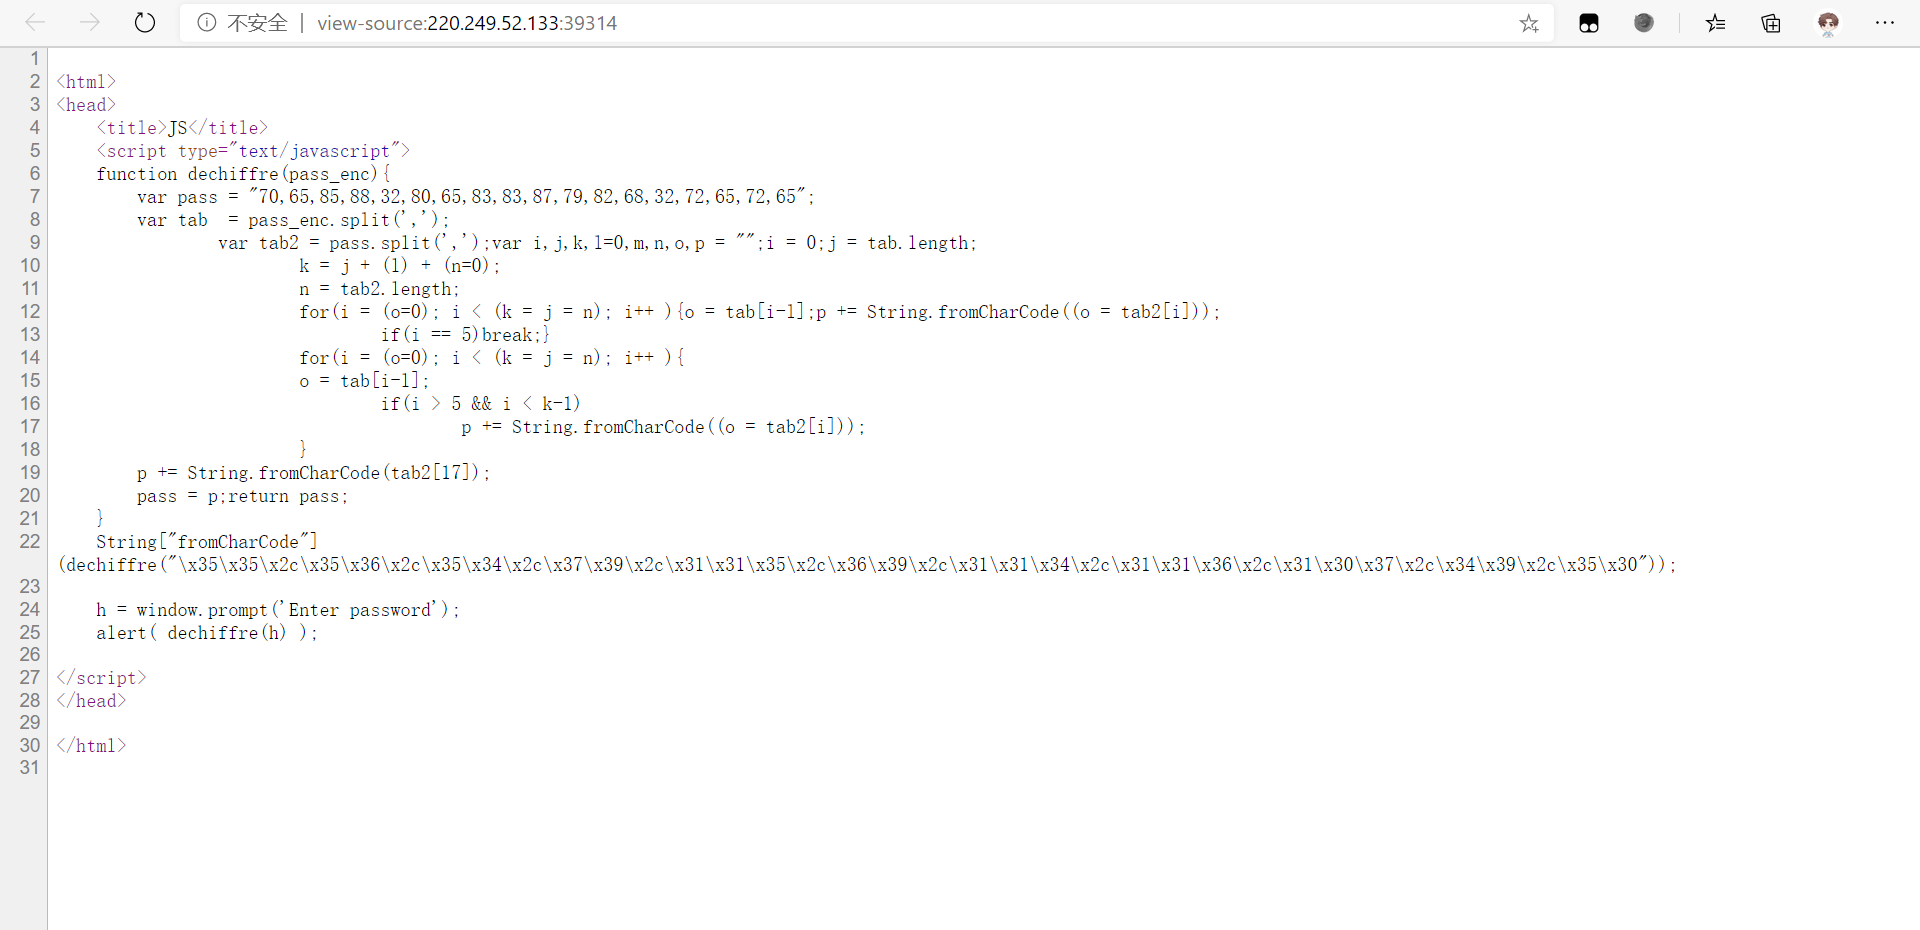 不安全 | view-source:220.249.52.133:39314
1
2 <html>
3 <head>
4     <title>JS</title>
5     <script type="text/javascript">
6     function dechiffre(pass_enc){
7         var pass = "70,65,85,88,32,80,65,83,83,87,79,82,68,32,72,65,72,65";
8         var tab  = pass_enc.split(',');
9                 var tab2 = pass.split(',');var i,j,k,l=0,m,n,o,p = "";i = 0;j = tab.length;
10                         k = j + (l) + (n=0);
11                         n = tab2.length;
12                         for(i = (o=0); i < (k = j = n); i++ ){o = tab[i-l];p += String.fromCharCode((o = tab2[i]));
13                                 if(i == 5)break;}
14                         for(i = (o=0); i < (k = j = n); i++ ){
15                         o = tab[i-l];
16                                 if(i > 5 && i < k-1)
17                                         p += String.fromCharCode((o = tab2[i]));
18                         }
19         p += String.fromCharCode(tab2[17]);
20         pass = p;return pass;
21     }
22     String["fromCharCode"]
(dechiffre("\x35\x35\x2c\x35\x36\x2c\x35\x34\x2c\x37\x39\x2c\x31\x31\x35\x2c\x36\x39\x2c\x31\x31\x34\x2c\x31\x31\x36\x2c\x31\x30\x37\x2c\x34\x39\x2c\x35\x30"));
23
24     h = window.prompt('Enter password');
25     alert( dechiffre(h) );
26
27 </script>
28 </head>
29
30 </html>
31